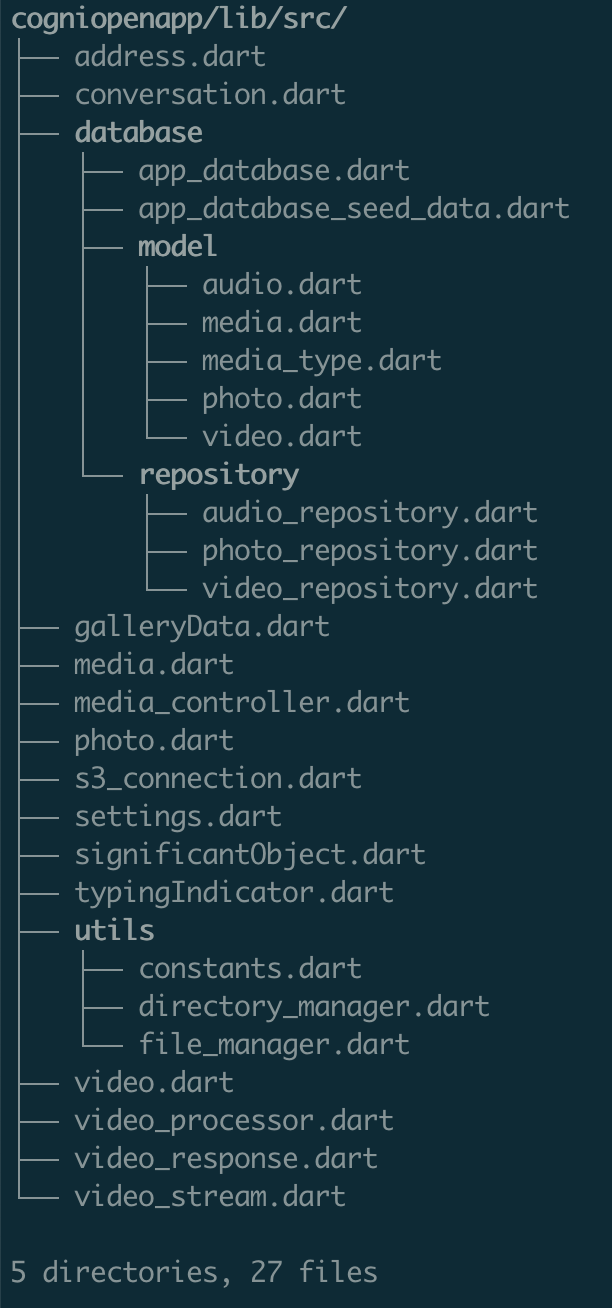 cogniopenapp/lib/src/
├── address.dart
├── conversation.dart
├── database
│   ├── app_database.dart
│   ├── app_database_seed_data.dart
│   ├── model
│   │   ├── audio.dart
│   │   ├── media.dart
│   │   ├── media_type.dart
│   │   ├── photo.dart
│   │   └── video.dart
│   └── repository
│       ├── audio_repository.dart
│       ├── photo_repository.dart
│       └── video_repository.dart
├── galleryData.dart
├── media.dart
├── media_controller.dart
├── photo.dart
├── s3_connection.dart
├── settings.dart
├── significantObject.dart
├── typingIndicator.dart
├── utils
│   ├── constants.dart
│   ├── directory_manager.dart
│   └── file_manager.dart
├── video.dart
├── video_processor.dart
├── video_response.dart
└── video_stream.dart

5 directories, 27 files